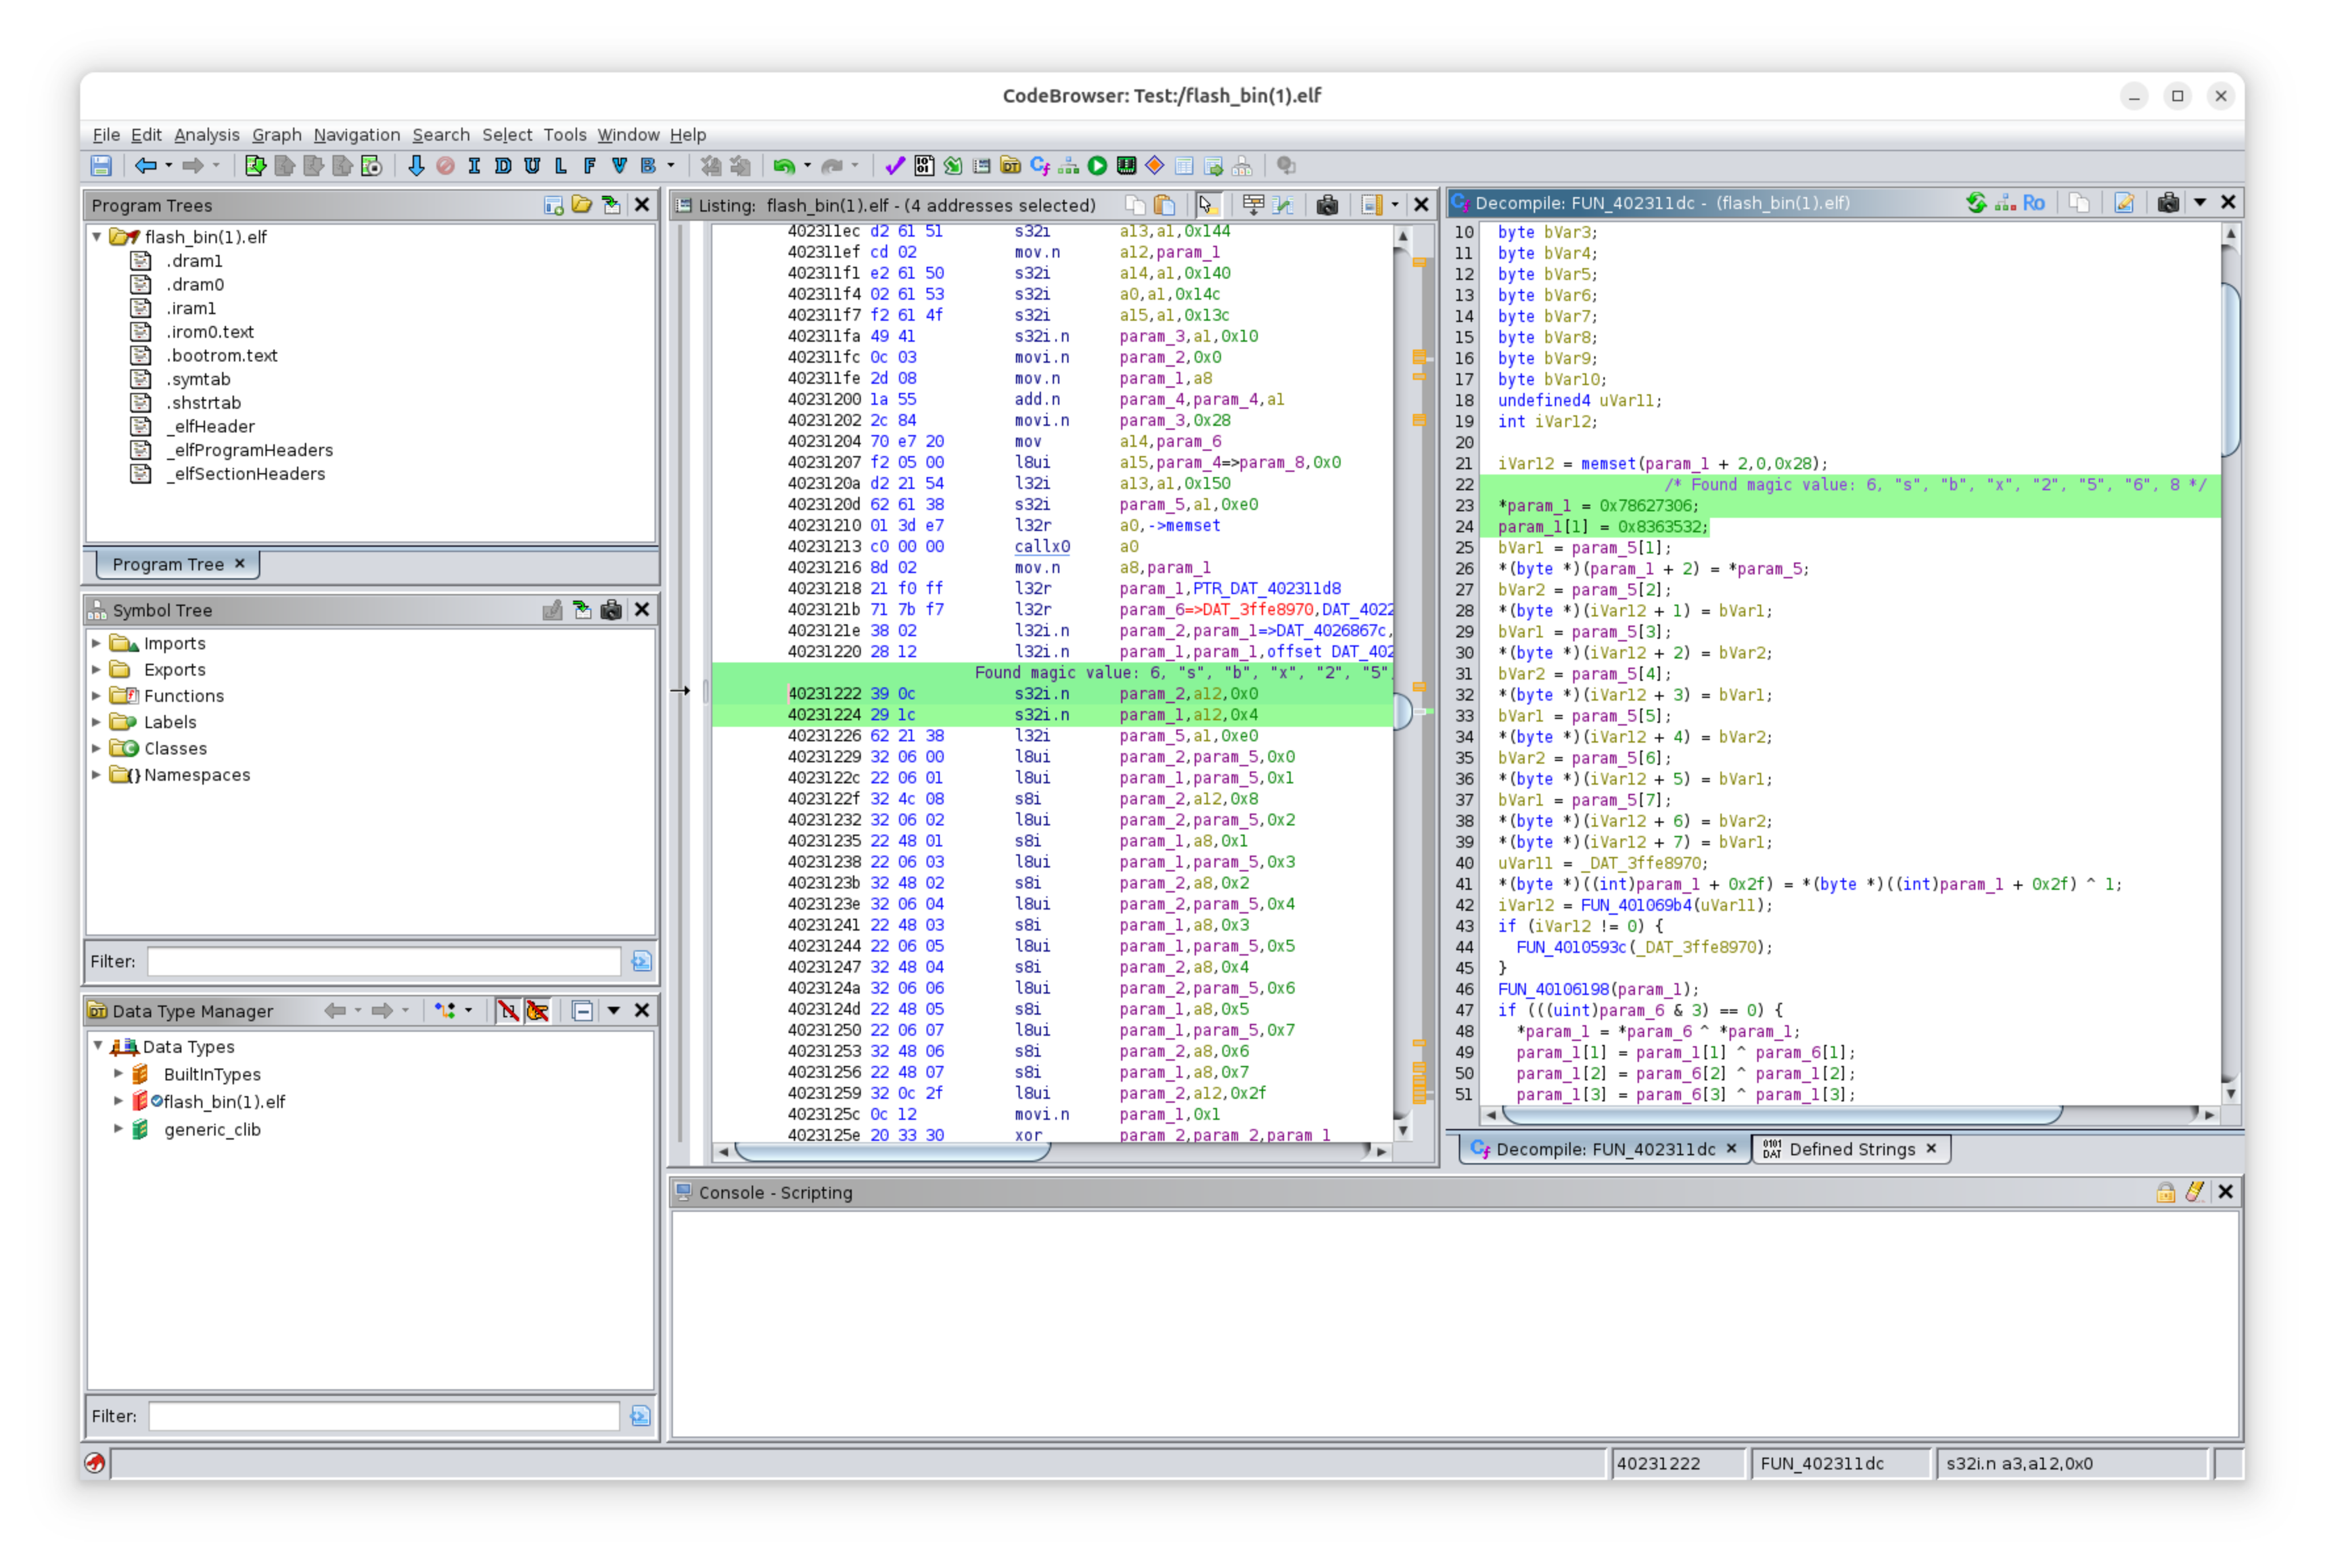 CodeBrowser: Test:/flash_bin(1).elf
File Edit Analysis Graph Navigation Search Select Tools Window Help
Program Trees
flash_bin(1).elf
.dram1
.dram0
.iram1
.irom0.text
.bootrom.text
.symtab
.shstrtab
_elfHeader
_elfProgramHeaders
_elfSectionHeaders
Program Tree
Symbol Tree
Imports
Exports
Functions
Labels
Classes
Namespaces
Filter:
Data Type Manager
Data Types
BuiltInTypes
flash_bin(1).elf
generic_clib
Filter:
Listing: flash_bin(1).elf - (4 addresses selected)
402311ec d2 61 51 s32i a13,a1,0x144
402311ef cd 02 mov.n a12,param_1
402311f1 e2 61 50 s32i a14,a1,0x140
402311f4 02 61 53 s32i a0,a1,0x14c
402311f7 f2 61 4f s32i a15,a1,0x13c
402311fa 49 41 s32i.n param_3,a1,0x10
402311fc 0c 03 movi.n param_2,0x0
402311fe 2d 08 mov.n param_1,a8
40231200 1a 55 add.n param_4,param_4,a1
40231202 2c 84 movi.n param_3,0x28
40231204 70 e7 20 mov a14,param_6
40231207 f2 05 00 l8ui a15,param_4=>param_8,0x0
4023120a d2 21 54 l32i a13,a1,0x150
4023120d 62 61 38 s32i param_5,a1,0xe0
40231210 01 3d e7 l32r a0,->memset
40231213 c0 00 00 callx0 a0
40231216 8d 02 mov.n a8,param_1
40231218 21 f0 ff l32r param_1,PTR_DAT_402311d8
4023121b 71 7b f7 l32r param_6=>DAT_3ffe8970,DAT_4022
4023121e 38 02 l32i.n param_2,param_1=>DAT_4026867c,
40231220 28 12 l32i.n param_1,param_1,offset DAT_402
Found magic value: 6, "s", "b", "x", "2", "5",
40231222 39 0c s32i.n param_2,a12,0x0
40231224 29 1c s32i.n param_1,a12,0x4
40231226 62 21 38 l32i param_5,a1,0xe0
40231229 32 06 00 l8ui param_2,param_5,0x0
4023122c 22 06 01 l8ui param_1,param_5,0x1
4023122f 32 4c 08 s8i param_2,a12,0x8
40231232 32 06 02 l8ui param_2,param_5,0x2
40231235 22 48 01 s8i param_1,a8,0x1
40231238 22 06 03 l8ui param_1,param_5,0x3
4023123b 32 48 02 s8i param_2,a8,0x2
4023123e 32 06 04 l8ui param_2,param_5,0x4
40231241 22 48 03 s8i param_1,a8,0x3
40231244 22 06 05 l8ui param_1,param_5,0x5
40231247 32 48 04 s8i param_2,a8,0x4
4023124a 32 06 06 l8ui param_2,param_5,0x6
4023124d 22 48 05 s8i param_1,a8,0x5
40231250 22 06 07 l8ui param_1,param_5,0x7
40231253 32 48 06 s8i param_2,a8,0x6
40231256 22 48 07 s8i param_1,a8,0x7
40231259 32 0c 2f l8ui param_2,a12,0x2f
4023125c 0c 12 movi.n param_1,0x1
4023125e 20 33 30 xor param_2,param_2,param_1
Decompile: FUN_402311dc - (flash_bin(1).elf)
10 byte bVar3;
11 byte bVar4;
12 byte bVar5;
13 byte bVar6;
14 byte bVar7;
15 byte bVar8;
16 byte bVar9;
17 byte bVar10;
18 undefined4 uVar11;
19 int iVar12;
20
21 iVar12 = memset(param_1 + 2,0,0x28);
22 /* Found magic value: 6, "s", "b", "x", "2", "5", "6", 8 */
23 *param_1 = 0x78627306;
24 param_1[1] = 0x8363532;
25 bVar1 = param_5[1];
26 *(byte *)(param_1 + 2) = *param_5;
27 bVar2 = param_5[2];
28 *(byte *)(iVar12 + 1) = bVar1;
29 bVar1 = param_5[3];
30 *(byte *)(iVar12 + 2) = bVar2;
31 bVar2 = param_5[4];
32 *(byte *)(iVar12 + 3) = bVar1;
33 bVar1 = param_5[5];
34 *(byte *)(iVar12 + 4) = bVar2;
35 bVar2 = param_5[6];
36 *(byte *)(iVar12 + 5) = bVar1;
37 bVar1 = param_5[7];
38 *(byte *)(iVar12 + 6) = bVar2;
39 *(byte *)(iVar12 + 7) = bVar1;
40 uVar11 = _DAT_3ffe8970;
41 *(byte *)((int)param_1 + 0x2f) = *(byte *)((int)param_1 + 0x2f) ^ 1;
42 iVar12 = FUN_401069b4(uVar11);
43 if (iVar12 != 0) {
44 FUN_4010593c(_DAT_3ffe8970);
45 }
46 FUN_40106198(param_1);
47 if (((uint)param_6 & 3) == 0) {
48 *param_1 = *param_6 ^ *param_1;
49 param_1[1] = param_1[1] ^ param_6[1];
50 param_1[2] = param_6[2] ^ param_1[2];
51 param_1[3] = param_6[3] ^ param_1[3];
Decompile: FUN_402311dc
Defined Strings
Console - Scripting
40231222
FUN_402311dc
s32i.n a3,a12,0x0